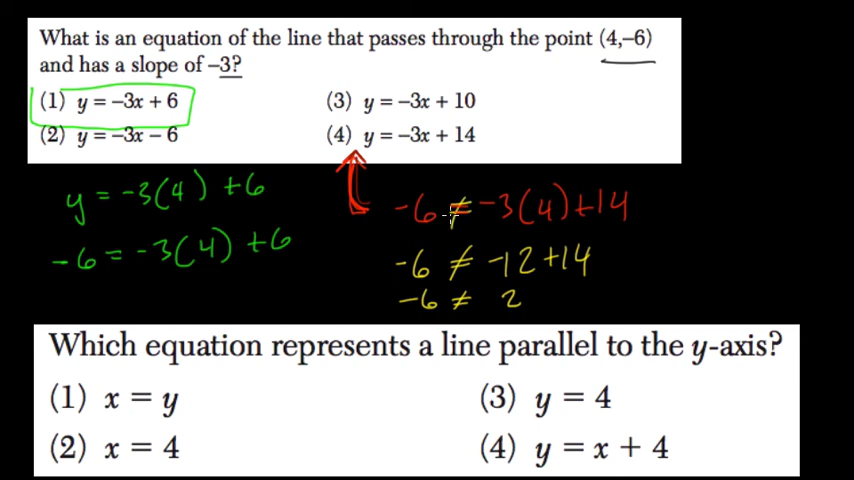 What is an equation of the line that passes through the point (4,–6)
and has a slope of –3?
(1) y = –3x + 6 (3) y = –3x + 10
(2) y = –3x – 6 (4) y = –3x + 14
y = -3(4) +6
-6 = -3(4) +6
-6 ≠ -3(4)+14
-6 ≠ -12+14
-6 ≠ 2
Which equation represents a line parallel to the y-axis?
(1) x = y (3) y = 4
(2) x = 4 (4) y = x + 4